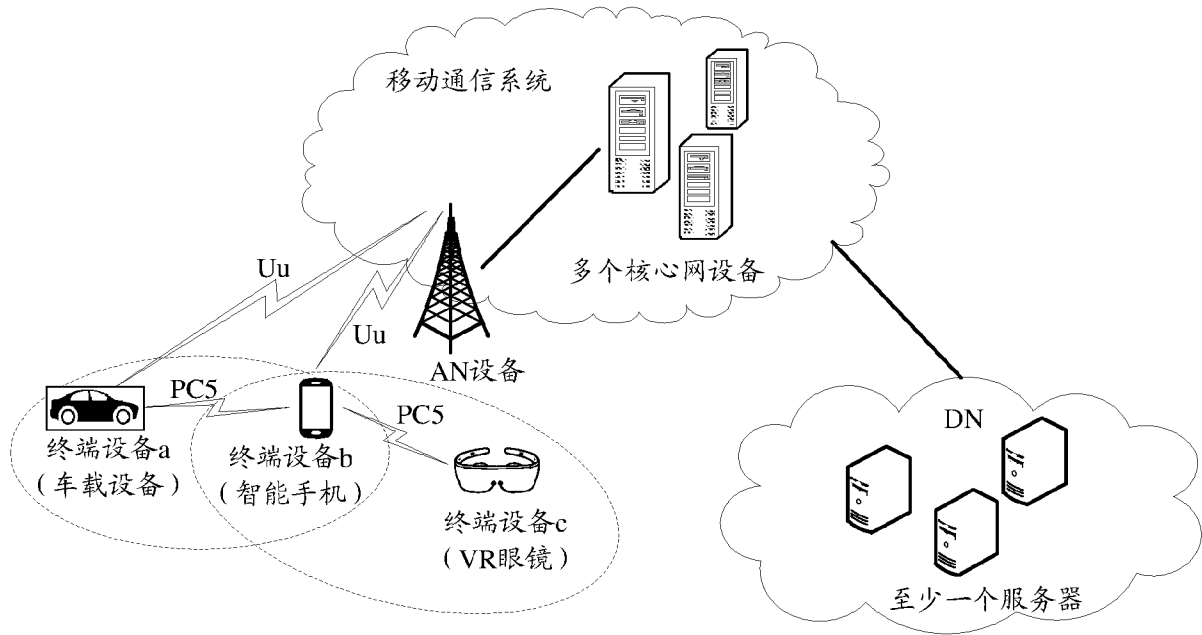 移动通信系统
多个核心网设备
Uu
Uu
AN设备
PC5
PC5
终端设备a
（车载设备）
终端设备b
（智能手机）
终端设备c
（VR眼镜）
DN
至少一个服务器